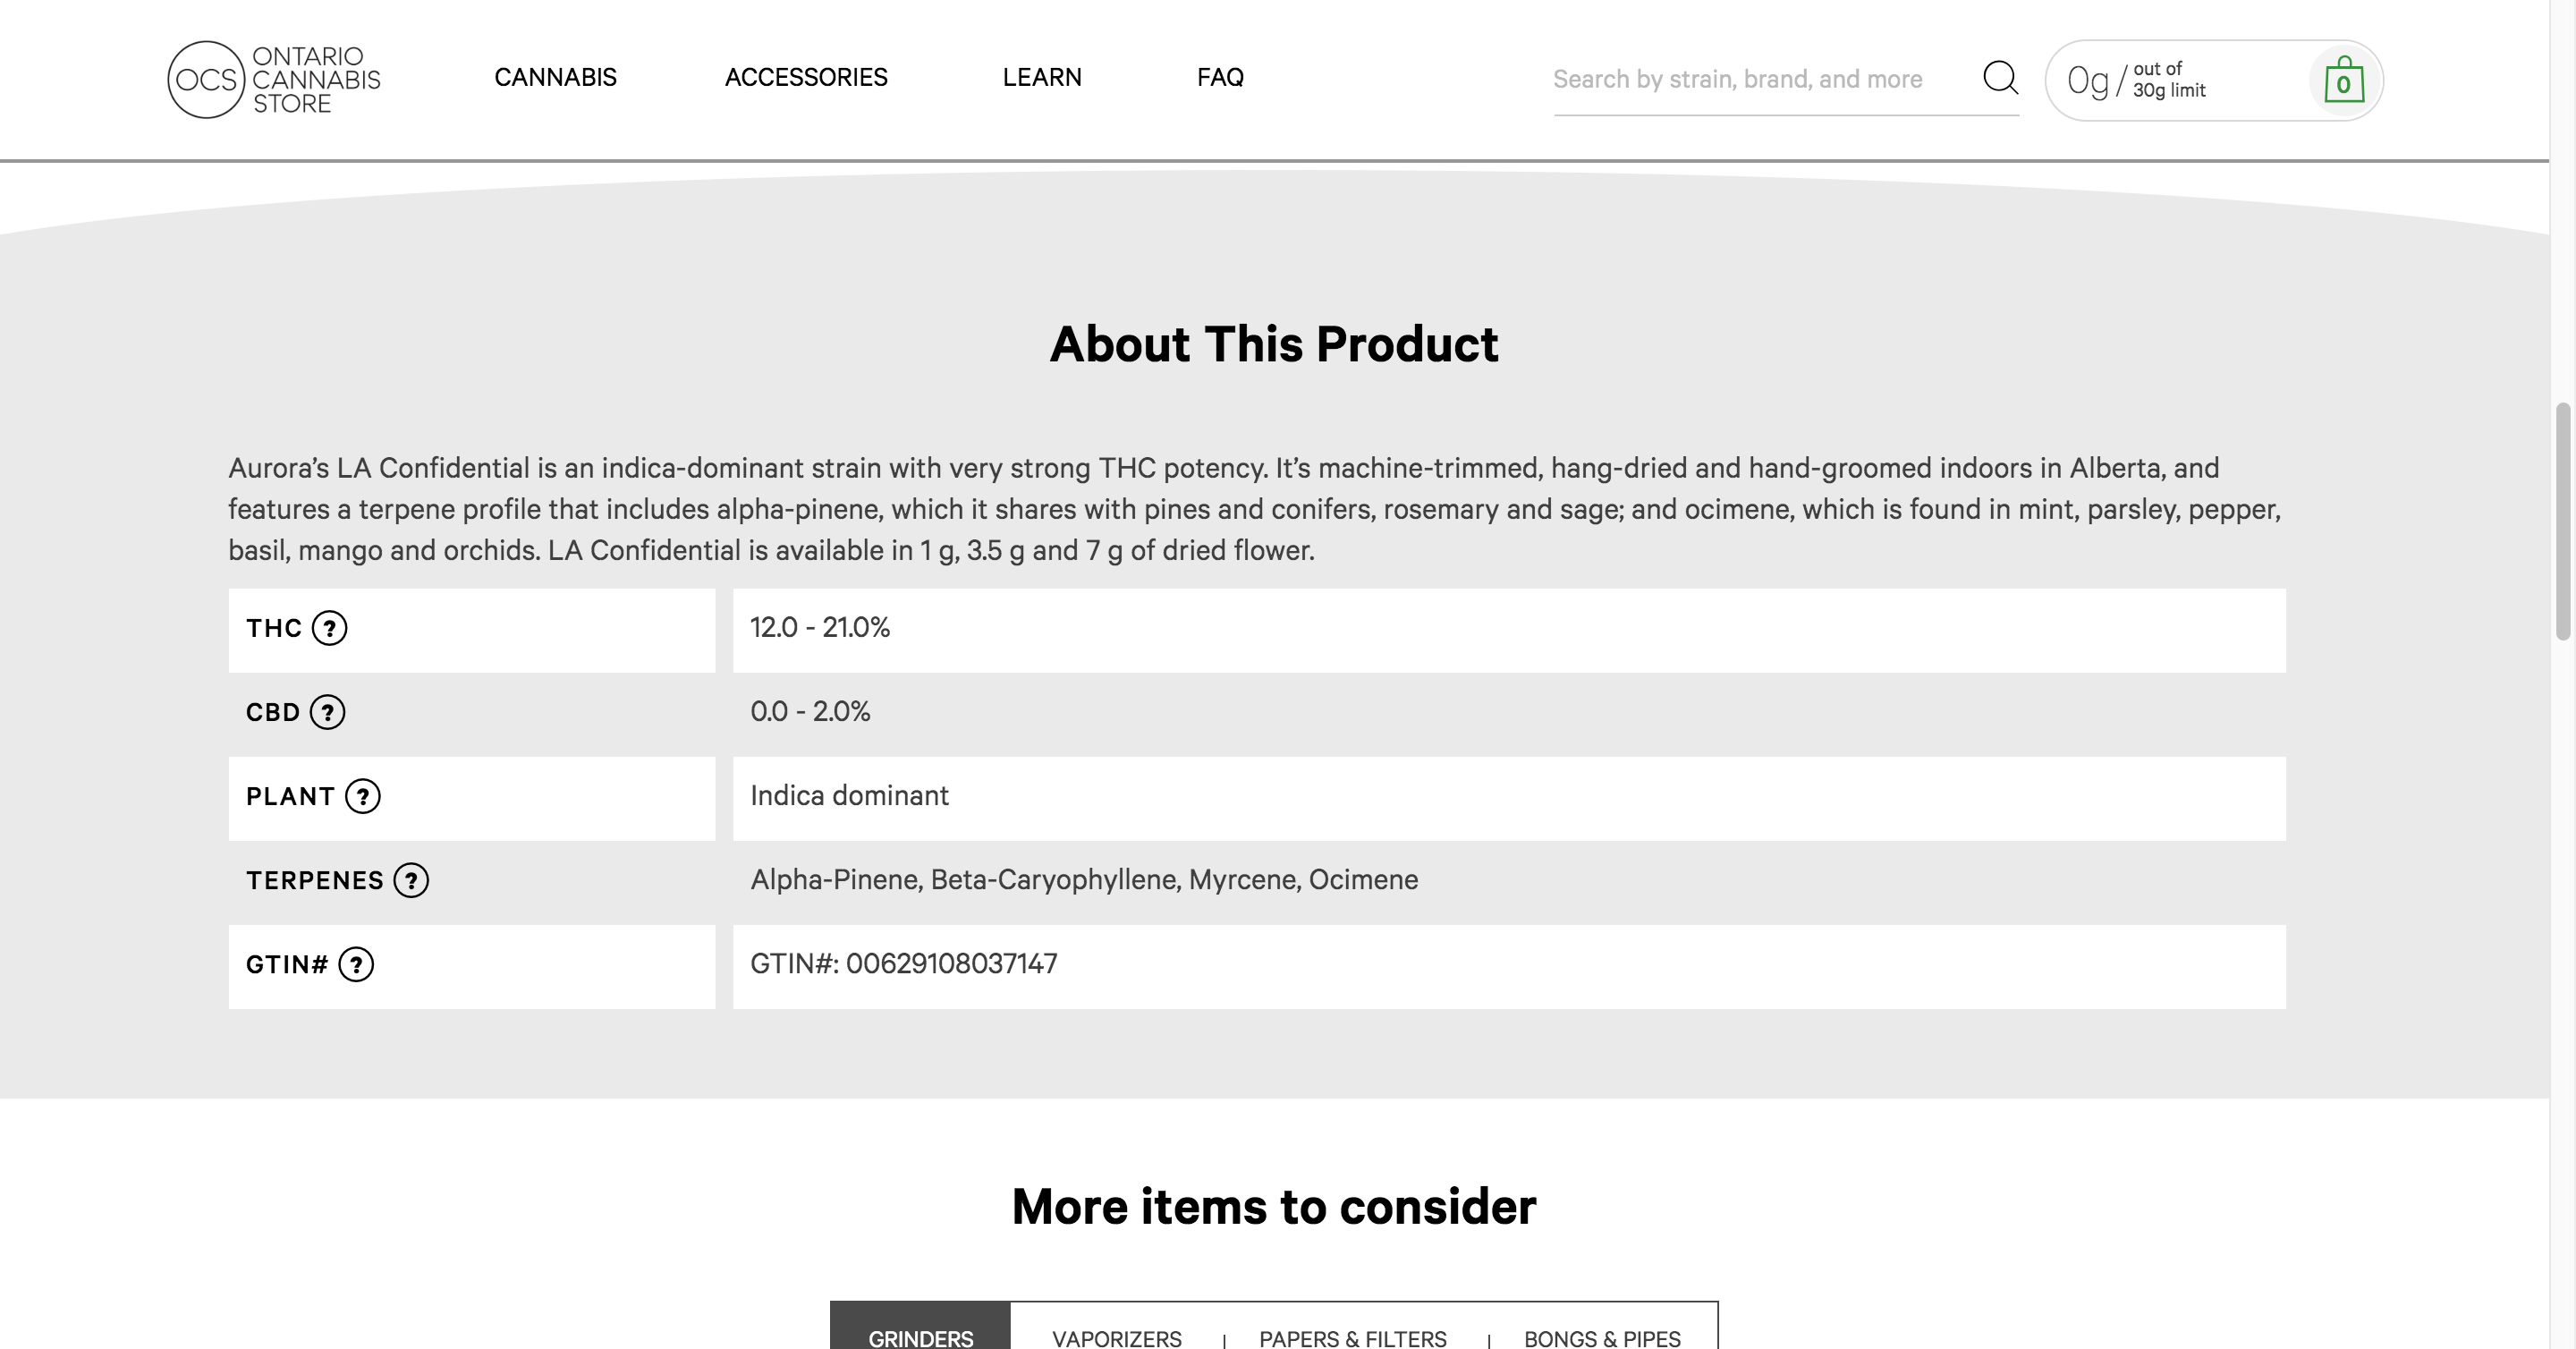 OCS ONTARIO
CANNABIS
STORE
CANNABIS
ACCESSORIES
LEARN
FAQ
Search by strain, brand, and more
0g / out of
30g limit
0
About This Product
Aurora’s LA Confidential is an indica-dominant strain with very strong THC potency. It’s machine-trimmed, hang-dried and hand-groomed indoors in Alberta, and
features a terpene profile that includes alpha-pinene, which it shares with pines and conifers, rosemary and sage; and ocimene, which is found in mint, parsley, pepper,
basil, mango and orchids. LA Confidential is available in 1 g, 3.5 g and 7 g of dried flower.
THC ? 12.0 - 21.0%
CBD ? 0.0 - 2.0%
PLANT ? Indica dominant
TERPENES ? Alpha-Pinene, Beta-Caryophyllene, Myrcene, Ocimene
GTIN# ? GTIN#: 00629108037147
More items to consider
GRINDERS VAPORIZERS | PAPERS & FILTERS | BONGS & PIPES